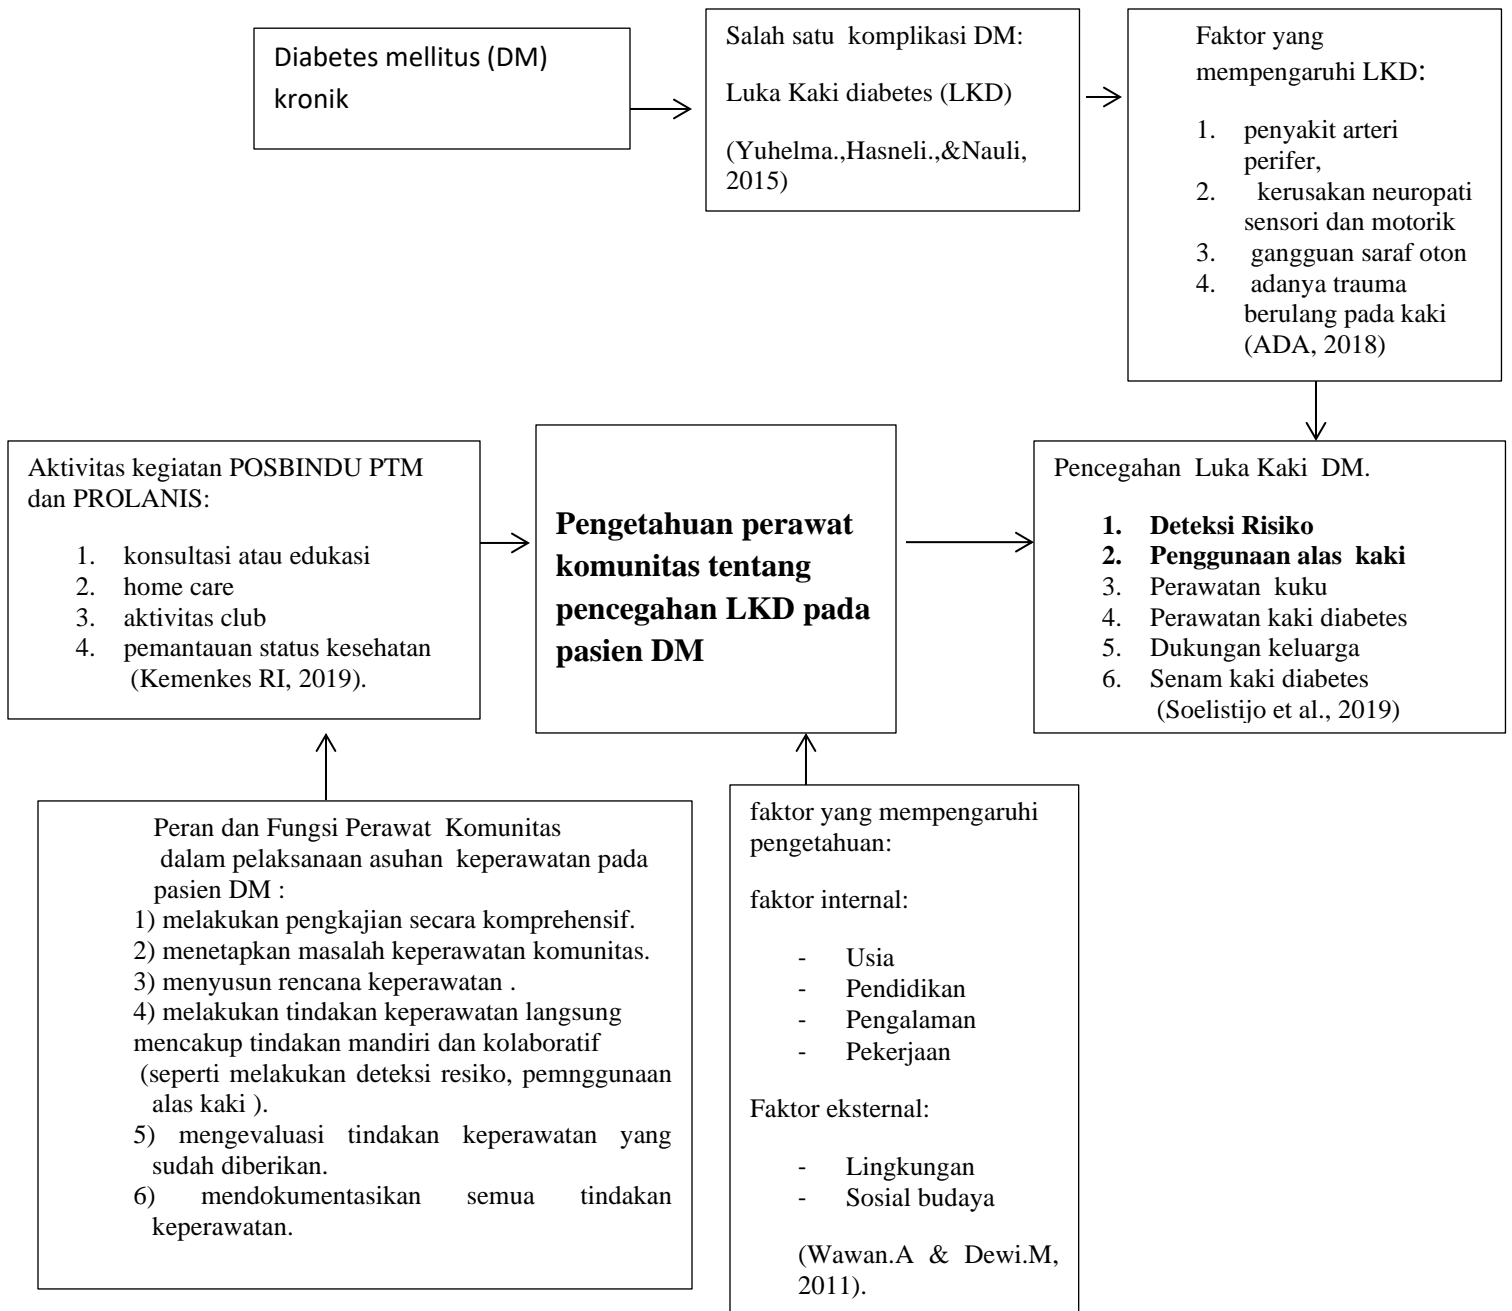 Diabetes mellitus (DM)
kronik
Salah satu  komplikasi DM:
Luka Kaki diabetes (LKD)
(Yuhelma.,Hasneli.,&Nauli,
2015)
Faktor yang
mempengaruhi LKD:
1. penyakit arteri
perifer,
2. kerusakan neuropati
sensori dan motorik
3. gangguan saraf oton
4. adanya trauma
berulang pada kaki
(ADA, 2018)
Aktivitas kegiatan POSBINDU PTM
dan PROLANIS:
1. konsultasi atau edukasi
2. home care
3. aktivitas club
4. pemantauan status kesehatan
(Kemenkes RI, 2019).
Pengetahuan perawat
komunitas tentang
pencegahan LKD pada
pasien DM
Pencegahan  Luka Kaki  DM.
1. Deteksi Risiko
2. Penggunaan alas  kaki
3. Perawatan  kuku
4. Perawatan kaki diabetes
5. Dukungan keluarga
6. Senam kaki diabetes
(Soelistijo et al., 2019)
Peran dan Fungsi Perawat  Komunitas
dalam pelaksanaan asuhan  keperawatan pada
pasien DM :
1) melakukan pengkajian secara komprehensif.
2) menetapkan masalah keperawatan komunitas.
3) menyusun rencana keperawatan .
4) melakukan tindakan keperawatan langsung
mencakup tindakan mandiri dan kolaboratif
(seperti melakukan deteksi resiko, pemnggunaan
alas kaki ).
5) mengevaluasi tindakan keperawatan yang
sudah diberikan.
6) mendokumentasikan semua tindakan
keperawatan.
faktor yang mempengaruhi
pengetahuan:
faktor internal:
- Usia
- Pendidikan
- Pengalaman
- Pekerjaan
Faktor eksternal:
- Lingkungan
- Sosial budaya
(Wawan.A & Dewi.M,
2011).